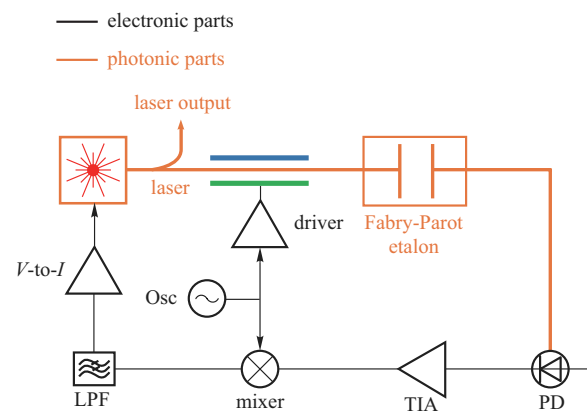 electronic parts
photonic parts
laser output
laser
driver
Fabry-Parot
etalon
V-to-I
Osc
LPF
mixer
TIA
PD